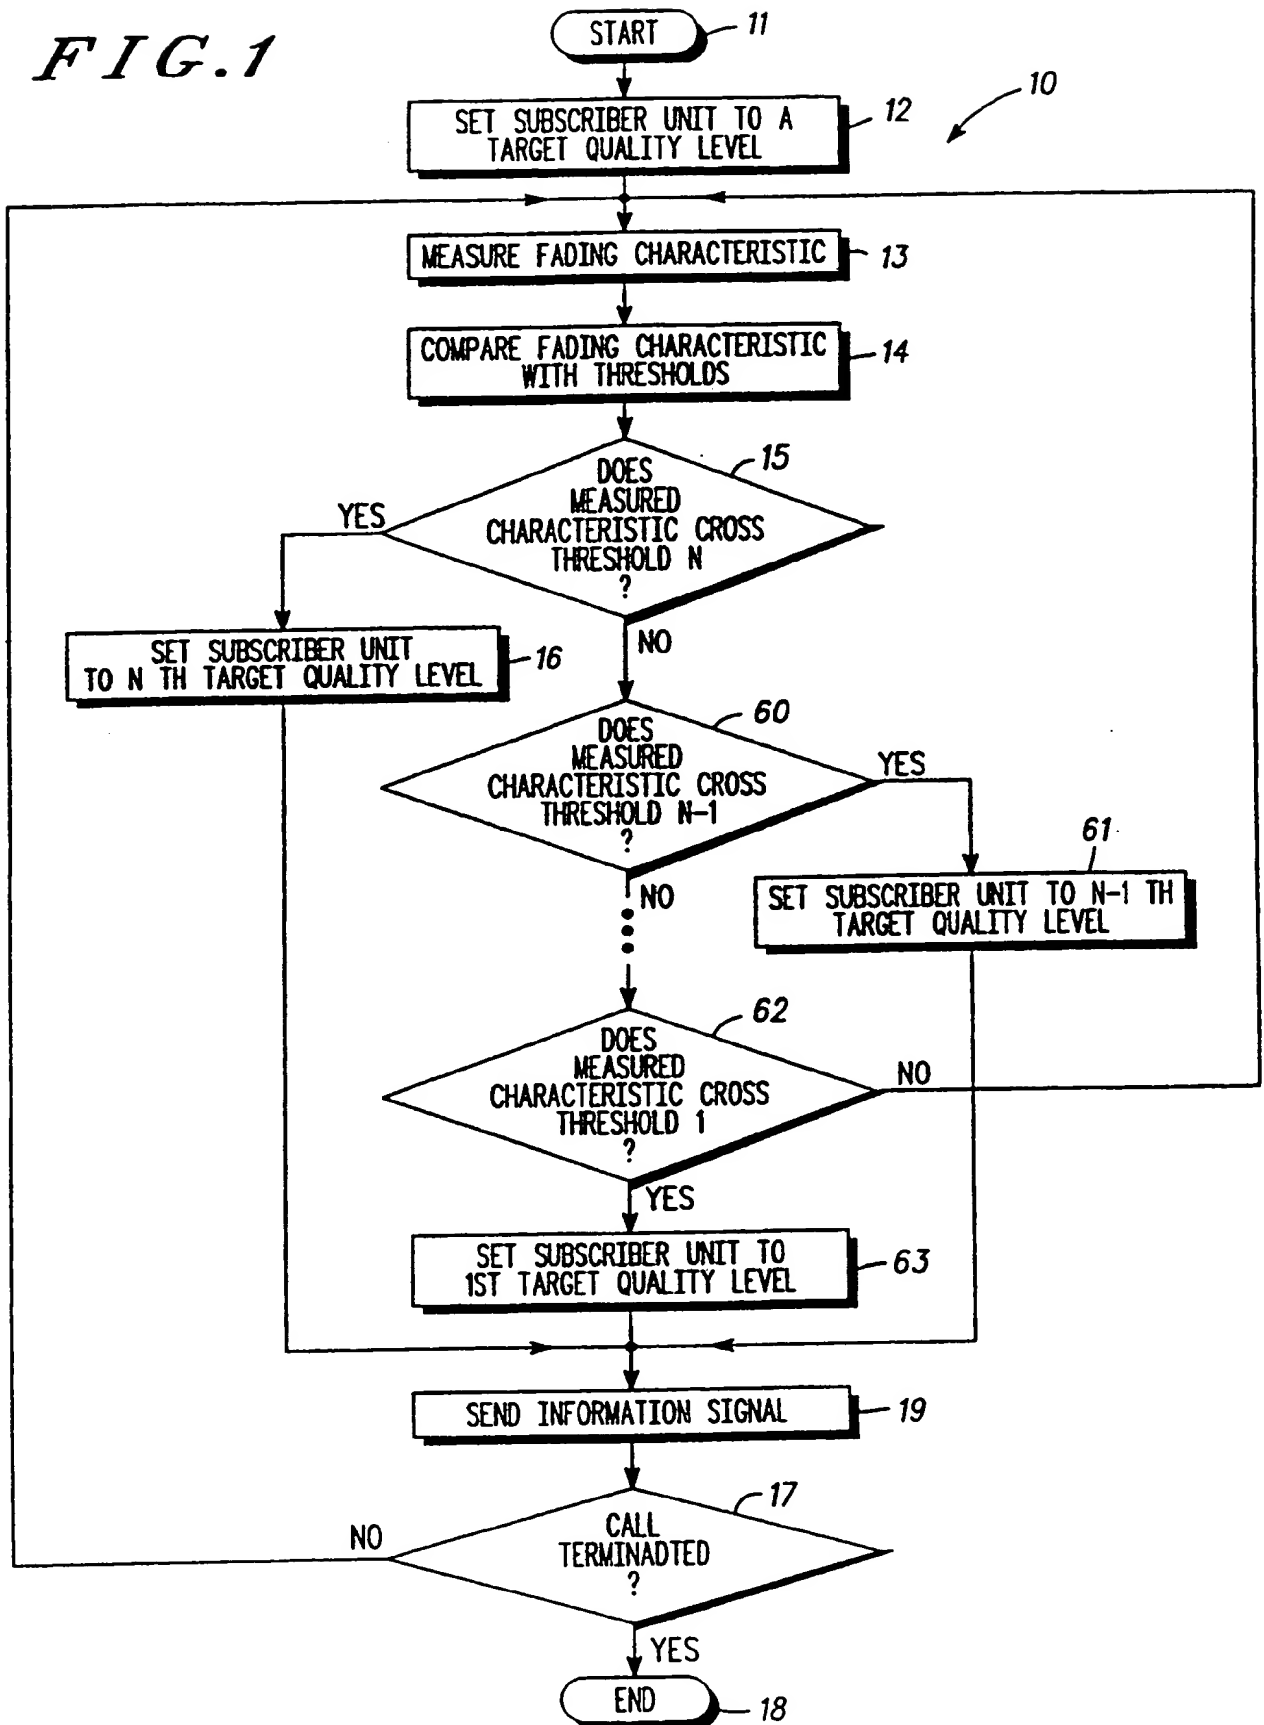 FIG.1
START
11
10
SET SUBSCRIBER UNIT TO A
TARGET QUALITY LEVEL
12
MEASURE FADING CHARACTERISTIC
13
COMPARE FADING CHARACTERISTIC
WITH THRESHOLDS
14
DOES
MEASURED
CHARACTERISTIC CROSS
THRESHOLD N
?
15
YES
NO
SET SUBSCRIBER UNIT
TO N TH TARGET QUALITY LEVEL
16
DOES
MEASURED
CHARACTERISTIC CROSS
THRESHOLD N-1
?
60
YES
NO
61
SET SUBSCRIBER UNIT TO N-1 TH
TARGET QUALITY LEVEL
DOES
MEASURED
CHARACTERISTIC CROSS
THRESHOLD 1
?
62
NO
YES
SET SUBSCRIBER UNIT TO
1ST TARGET QUALITY LEVEL
63
SEND INFORMATION SIGNAL
19
CALL
TERMINADTED
?
17
NO
YES
END
18